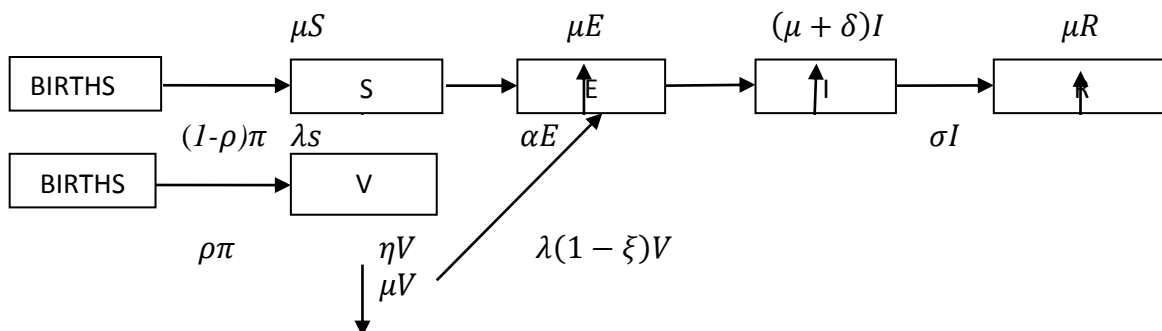 μS μE (μ + δ)I μR
BIRTHS S E I R
(1-ρ)π λs αE σI
BIRTHS V
ρπ ηV λ(1 − ξ)V
μV